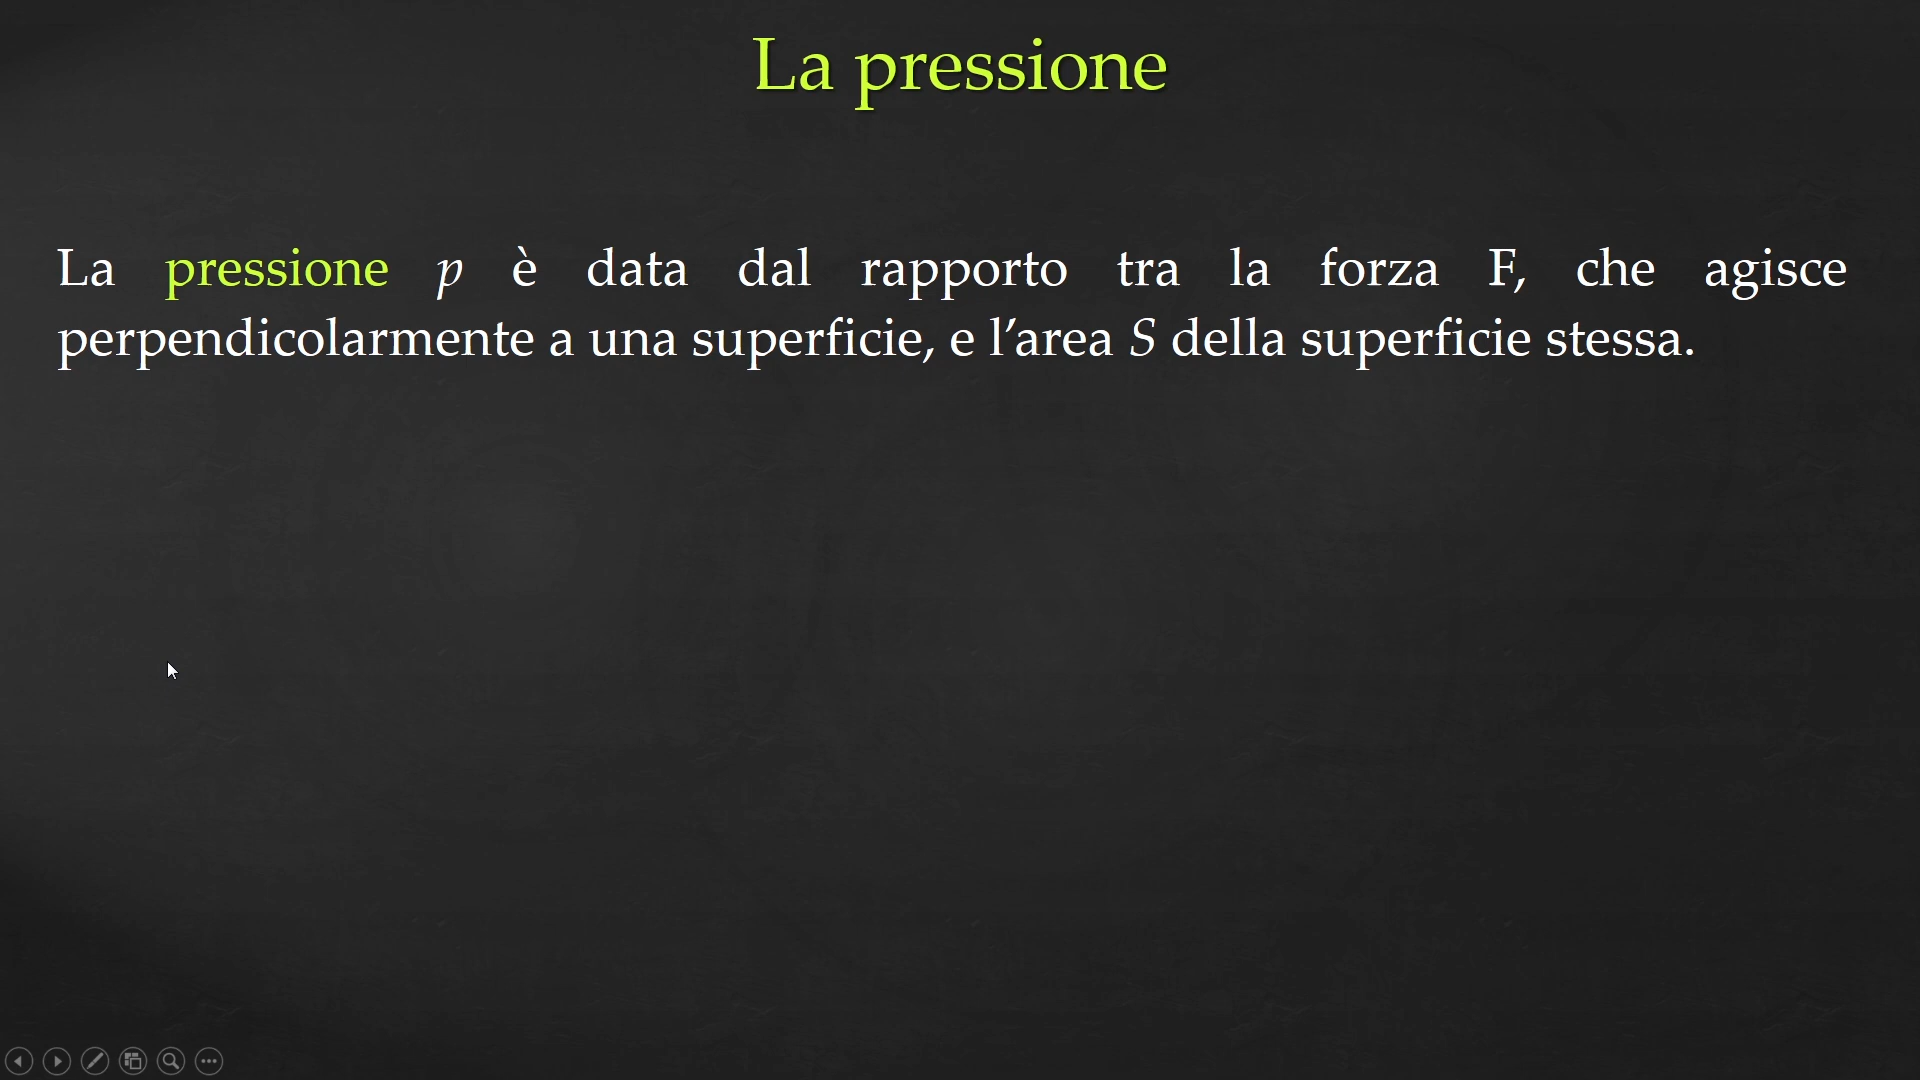 La pressione
La pressione p è data dal rapporto tra la forza F, che agisce
perpendicolarmente a una superficie, e l’area S della superficie stessa.